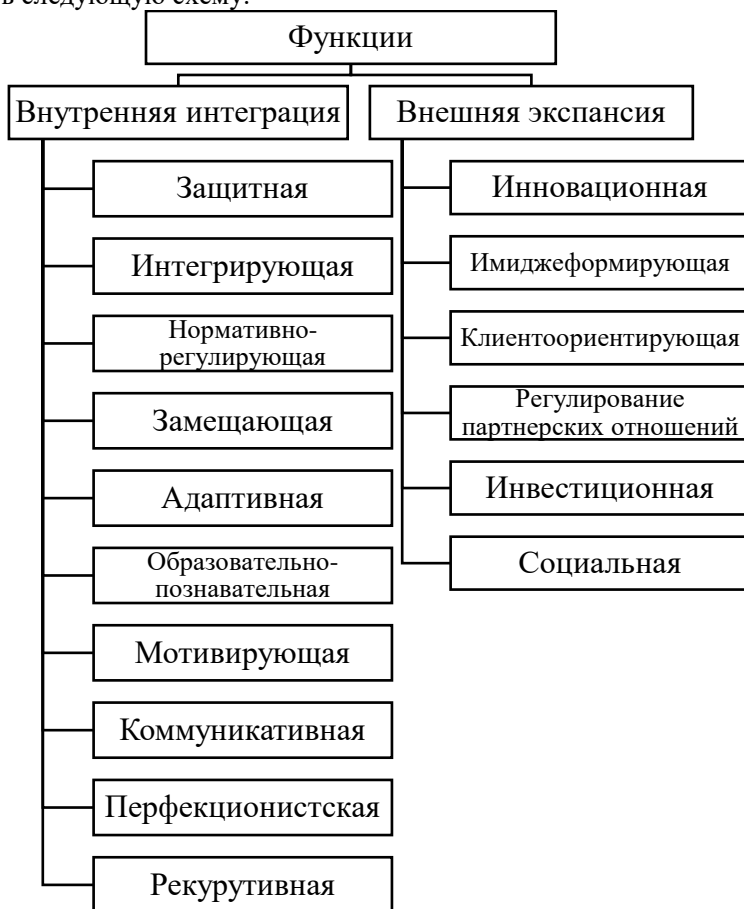 в следующую схему:
Функции
Внутренняя интеграция
Защитная
Интегрирующая
Нормативно-
регулирующая
Замещающая
Адаптивная
Образовательно-
познавательная
Мотивирующая
Коммуникативная
Перфекционистская
Рекурутивная
Внешняя экспансия
Инновационная
Имиджеформирующая
Клиентоориентирующая
Регулирование
партнерских отношений
Инвестиционная
Социальная